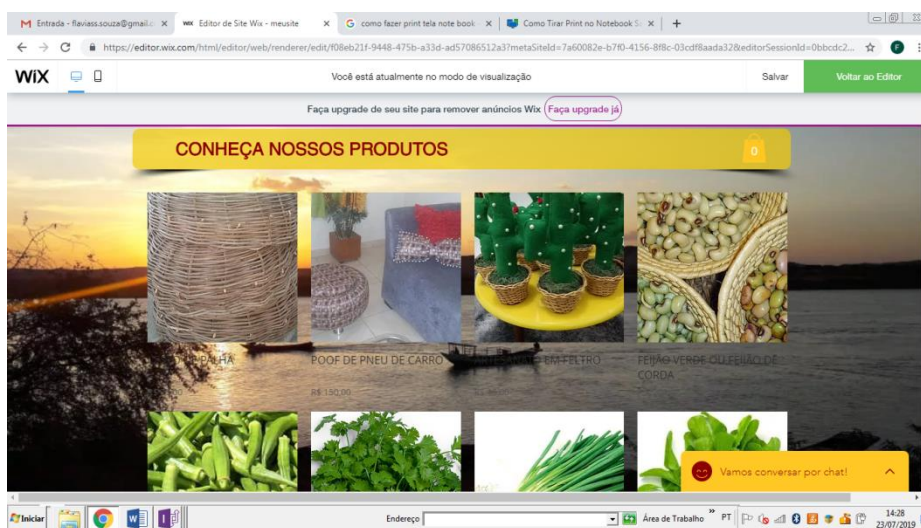 Entrada - flaviass.souza@gmail.c
Editor de Site Wix - meusite
como fazer print tela note book
Como Tirar Print no Notebook S
https://editor.wix.com/html/editor/web/renderer/edit/f08eb21f-9448-475b-a33d-ad57086512a3?metaSiteId=7a60082e-b7f0-4156-8f8c-03cdf8aada32&editorSessionId=0bbcdc2...
WiX
Você está atualmente no modo de visualização
Salvar
Voltar ao Editor
Faça upgrade de seu site para remover anúncios Wix
Faça upgrade já
CONHEÇA NOSSOS PRODUTOS
0
PALHA
POOF DE PNEU DE CARRO
EM FELTRO
FEIJÃO VERDE OU FEIJÃO DE
CORDA
R$ 150,00
Vamos conversar por chat!
Iniciar
Endereço
Área de Trabalho
PT
14:28
23/07/2019